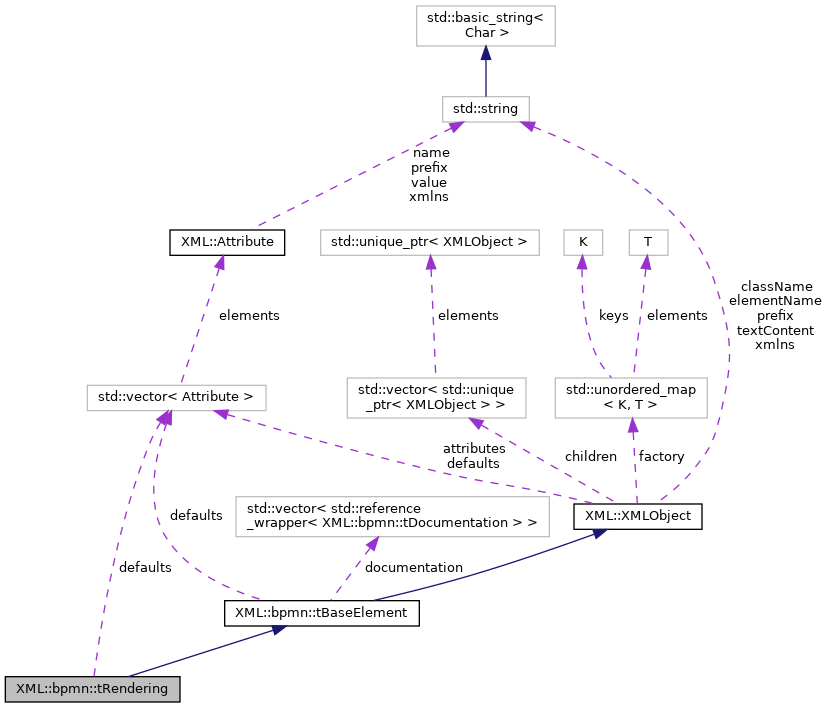 std::basic_string<
Char >
std::string
name
prefix
value
xmlns
XML::Attribute
std::unique_ptr< XMLObject >
K
T
className
elementName
prefix
textContent
xmlns
elements
elements
keys
elements
std::vector< Attribute >
std::vector< std::unique
_ptr< XMLObject > >
std::unordered_map
< K, T >
attributes
defaults
children
factory
defaults
std::vector< std::reference
_wrapper< XML::bpmn::tDocumentation > >
XML::XMLObject
defaults
documentation
XML::bpmn::tBaseElement
XML::bpmn::tRendering